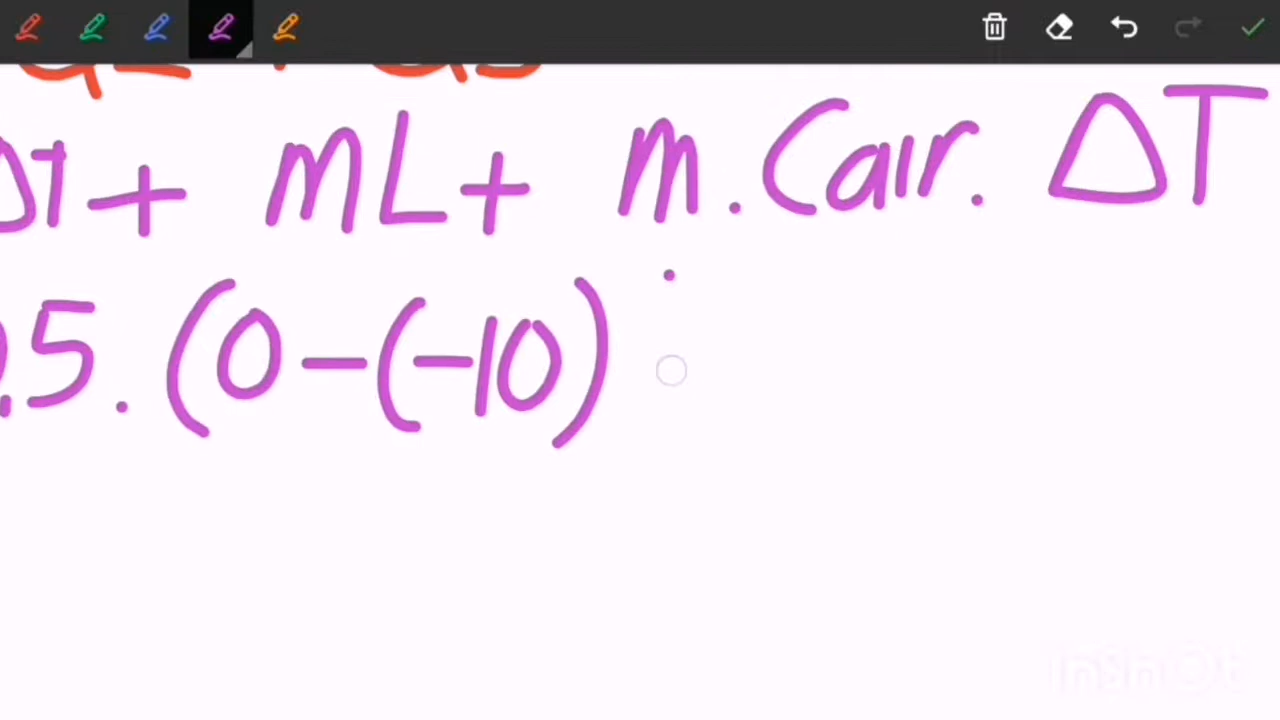 ΔT + mL + m . Cair . ΔT
.5 . (0 - (-10)